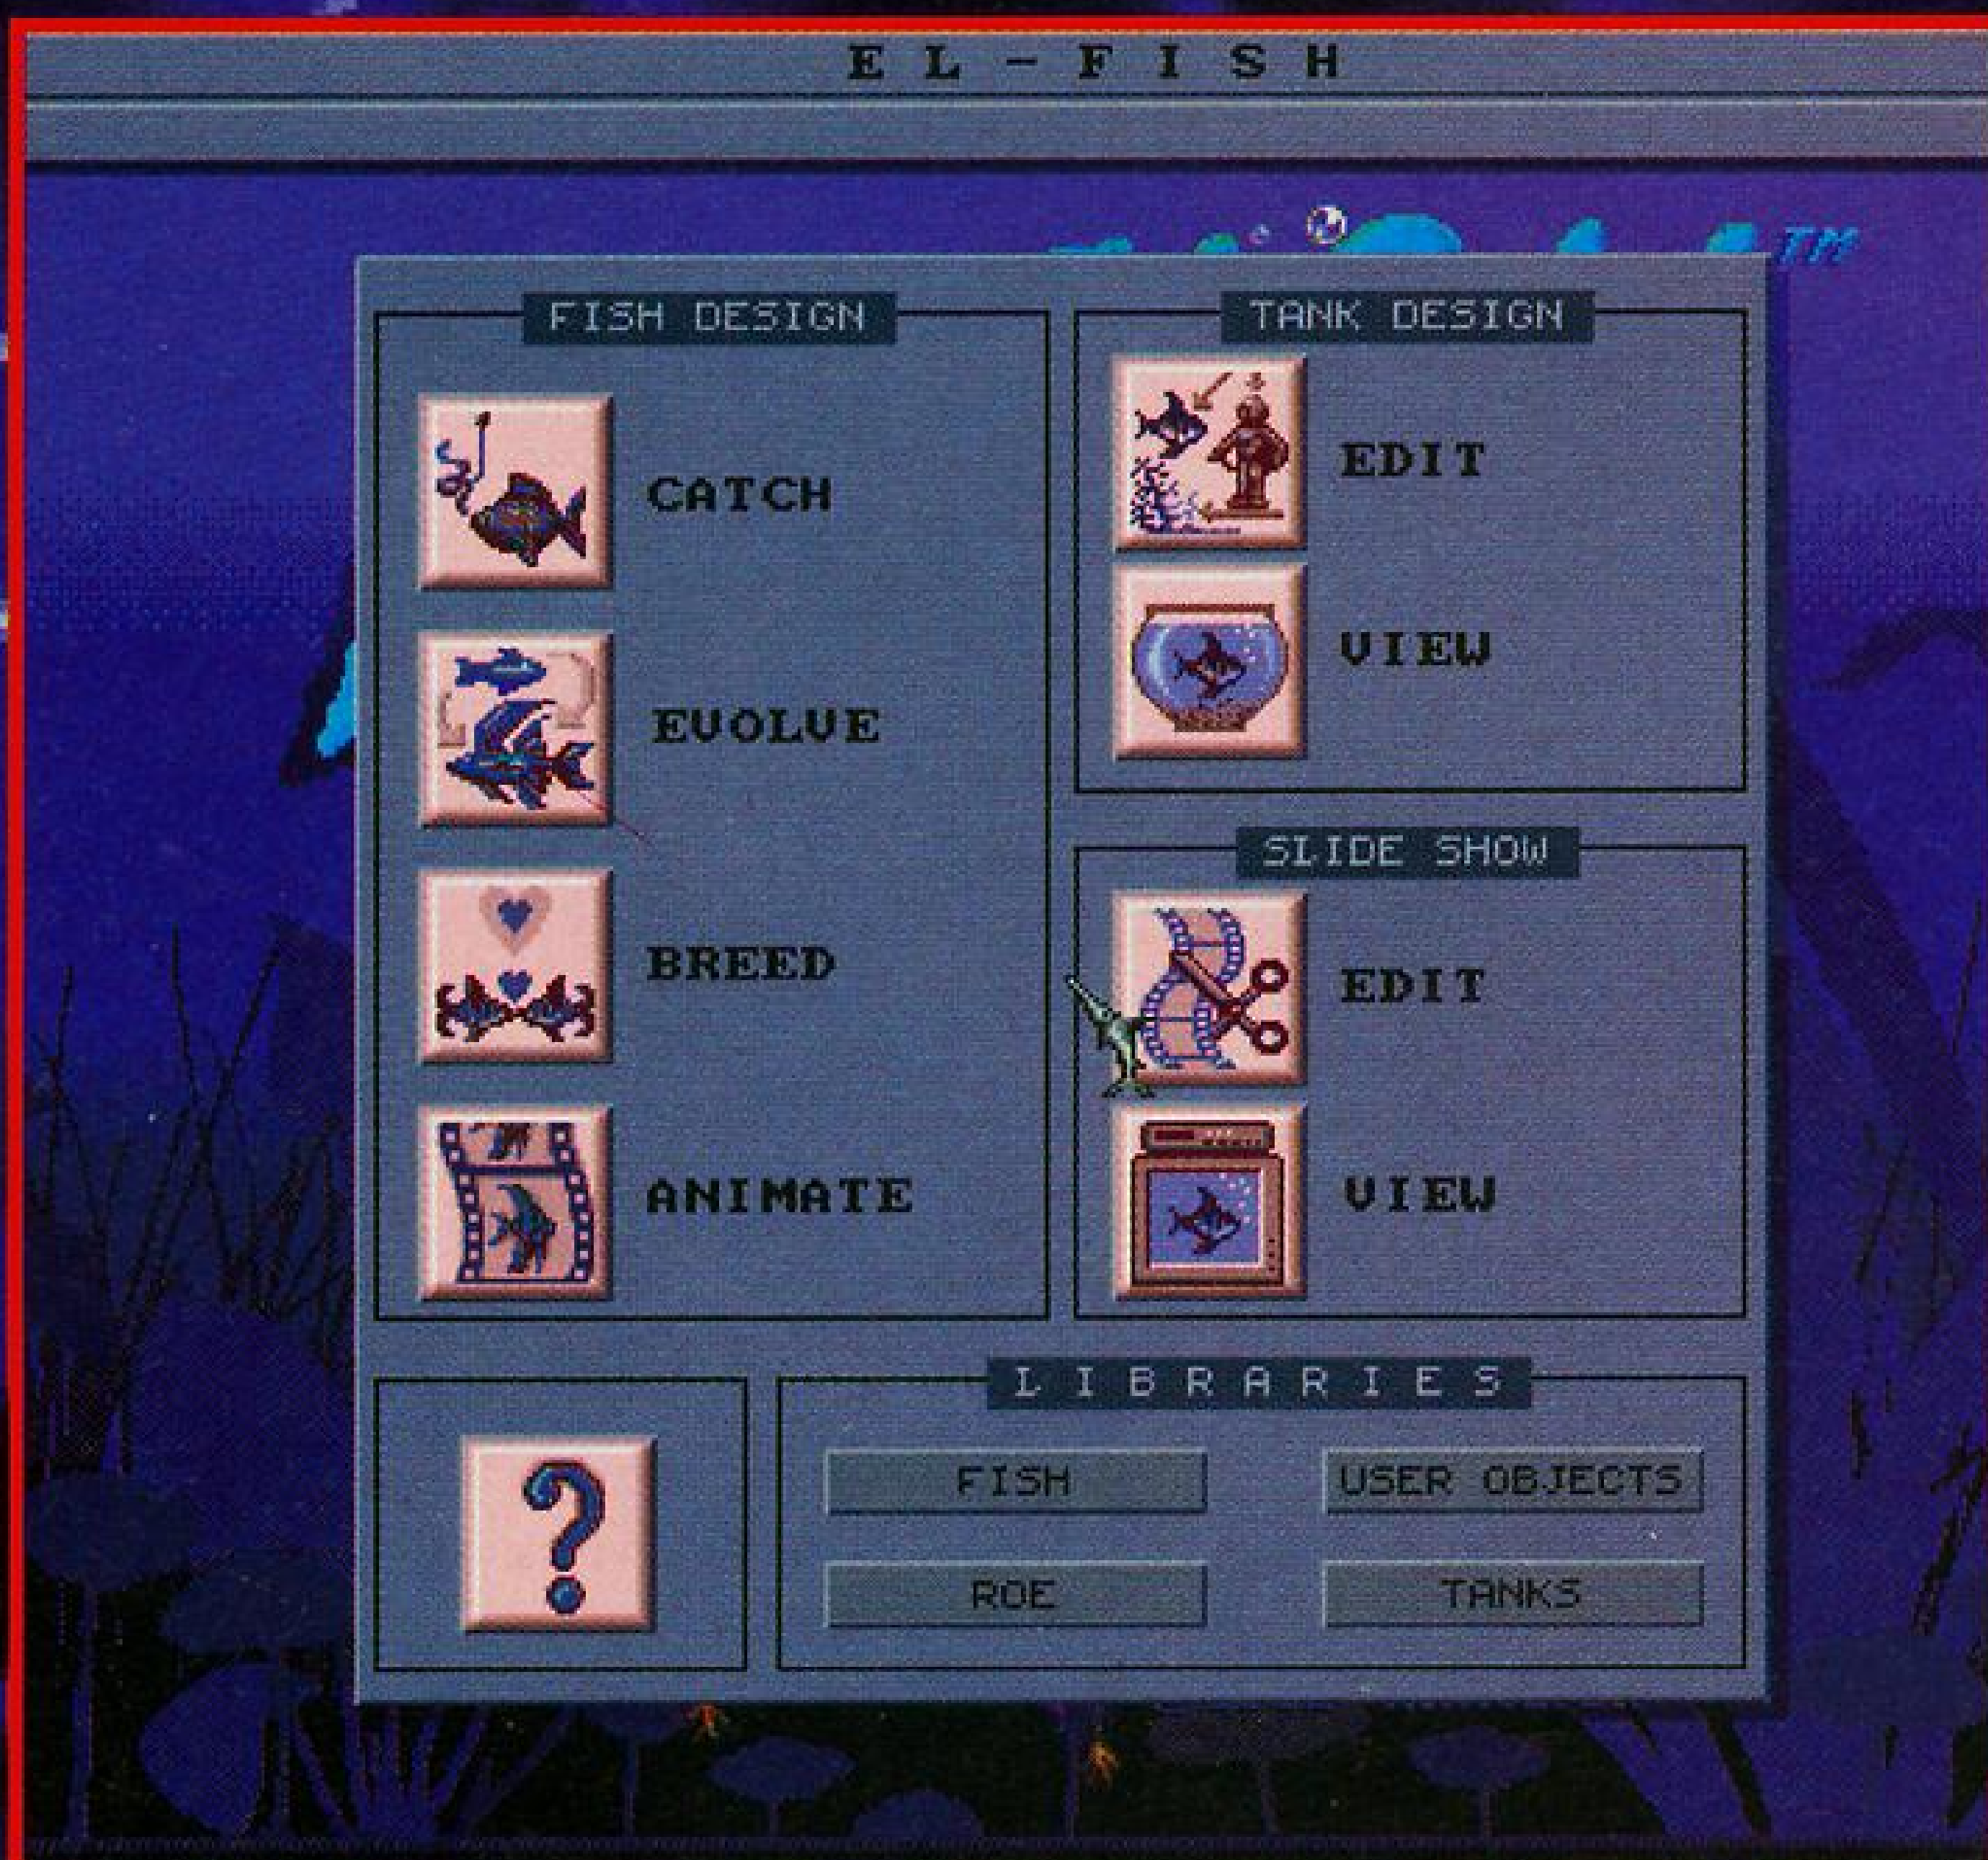 EL-FISH
TM
FISH DESIGN
CATCH
EVOLVE
BREED
ANIMATE
TANK DESIGN
EDIT
VIEW
SLIDE SHOW
EDIT
VIEW
?
LIBRARIES
FISH
USER OBJECTS
ROE
TANKS